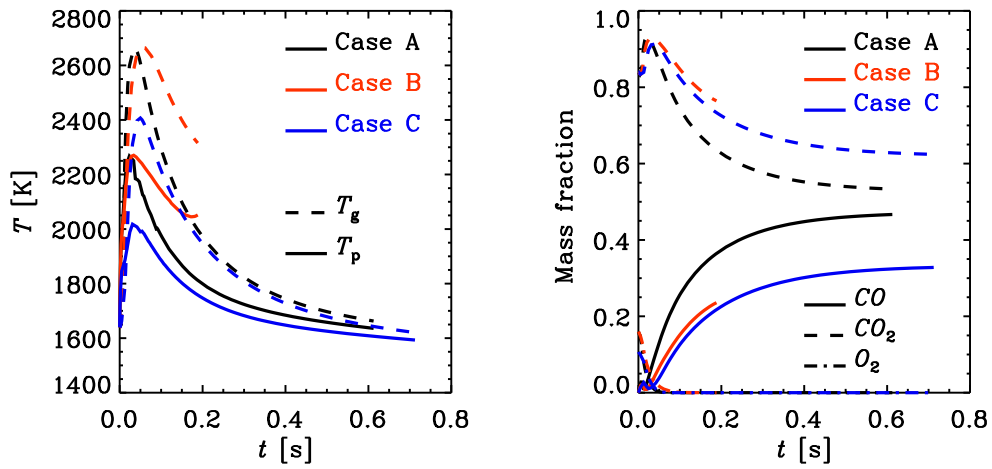 2800
2600
2400
2200
2000
1800
1600
1400
T [K]
Case A
Case B
Case C
T_g
T_p
0.0 0.2 0.4 0.6 0.8
t [s]
1.0
0.8
0.6
0.4
0.2
0.0
Mass fraction
Case A
Case B
Case C
CO
CO₂
O₂
0.0 0.2 0.4 0.6 0.8
t [s]